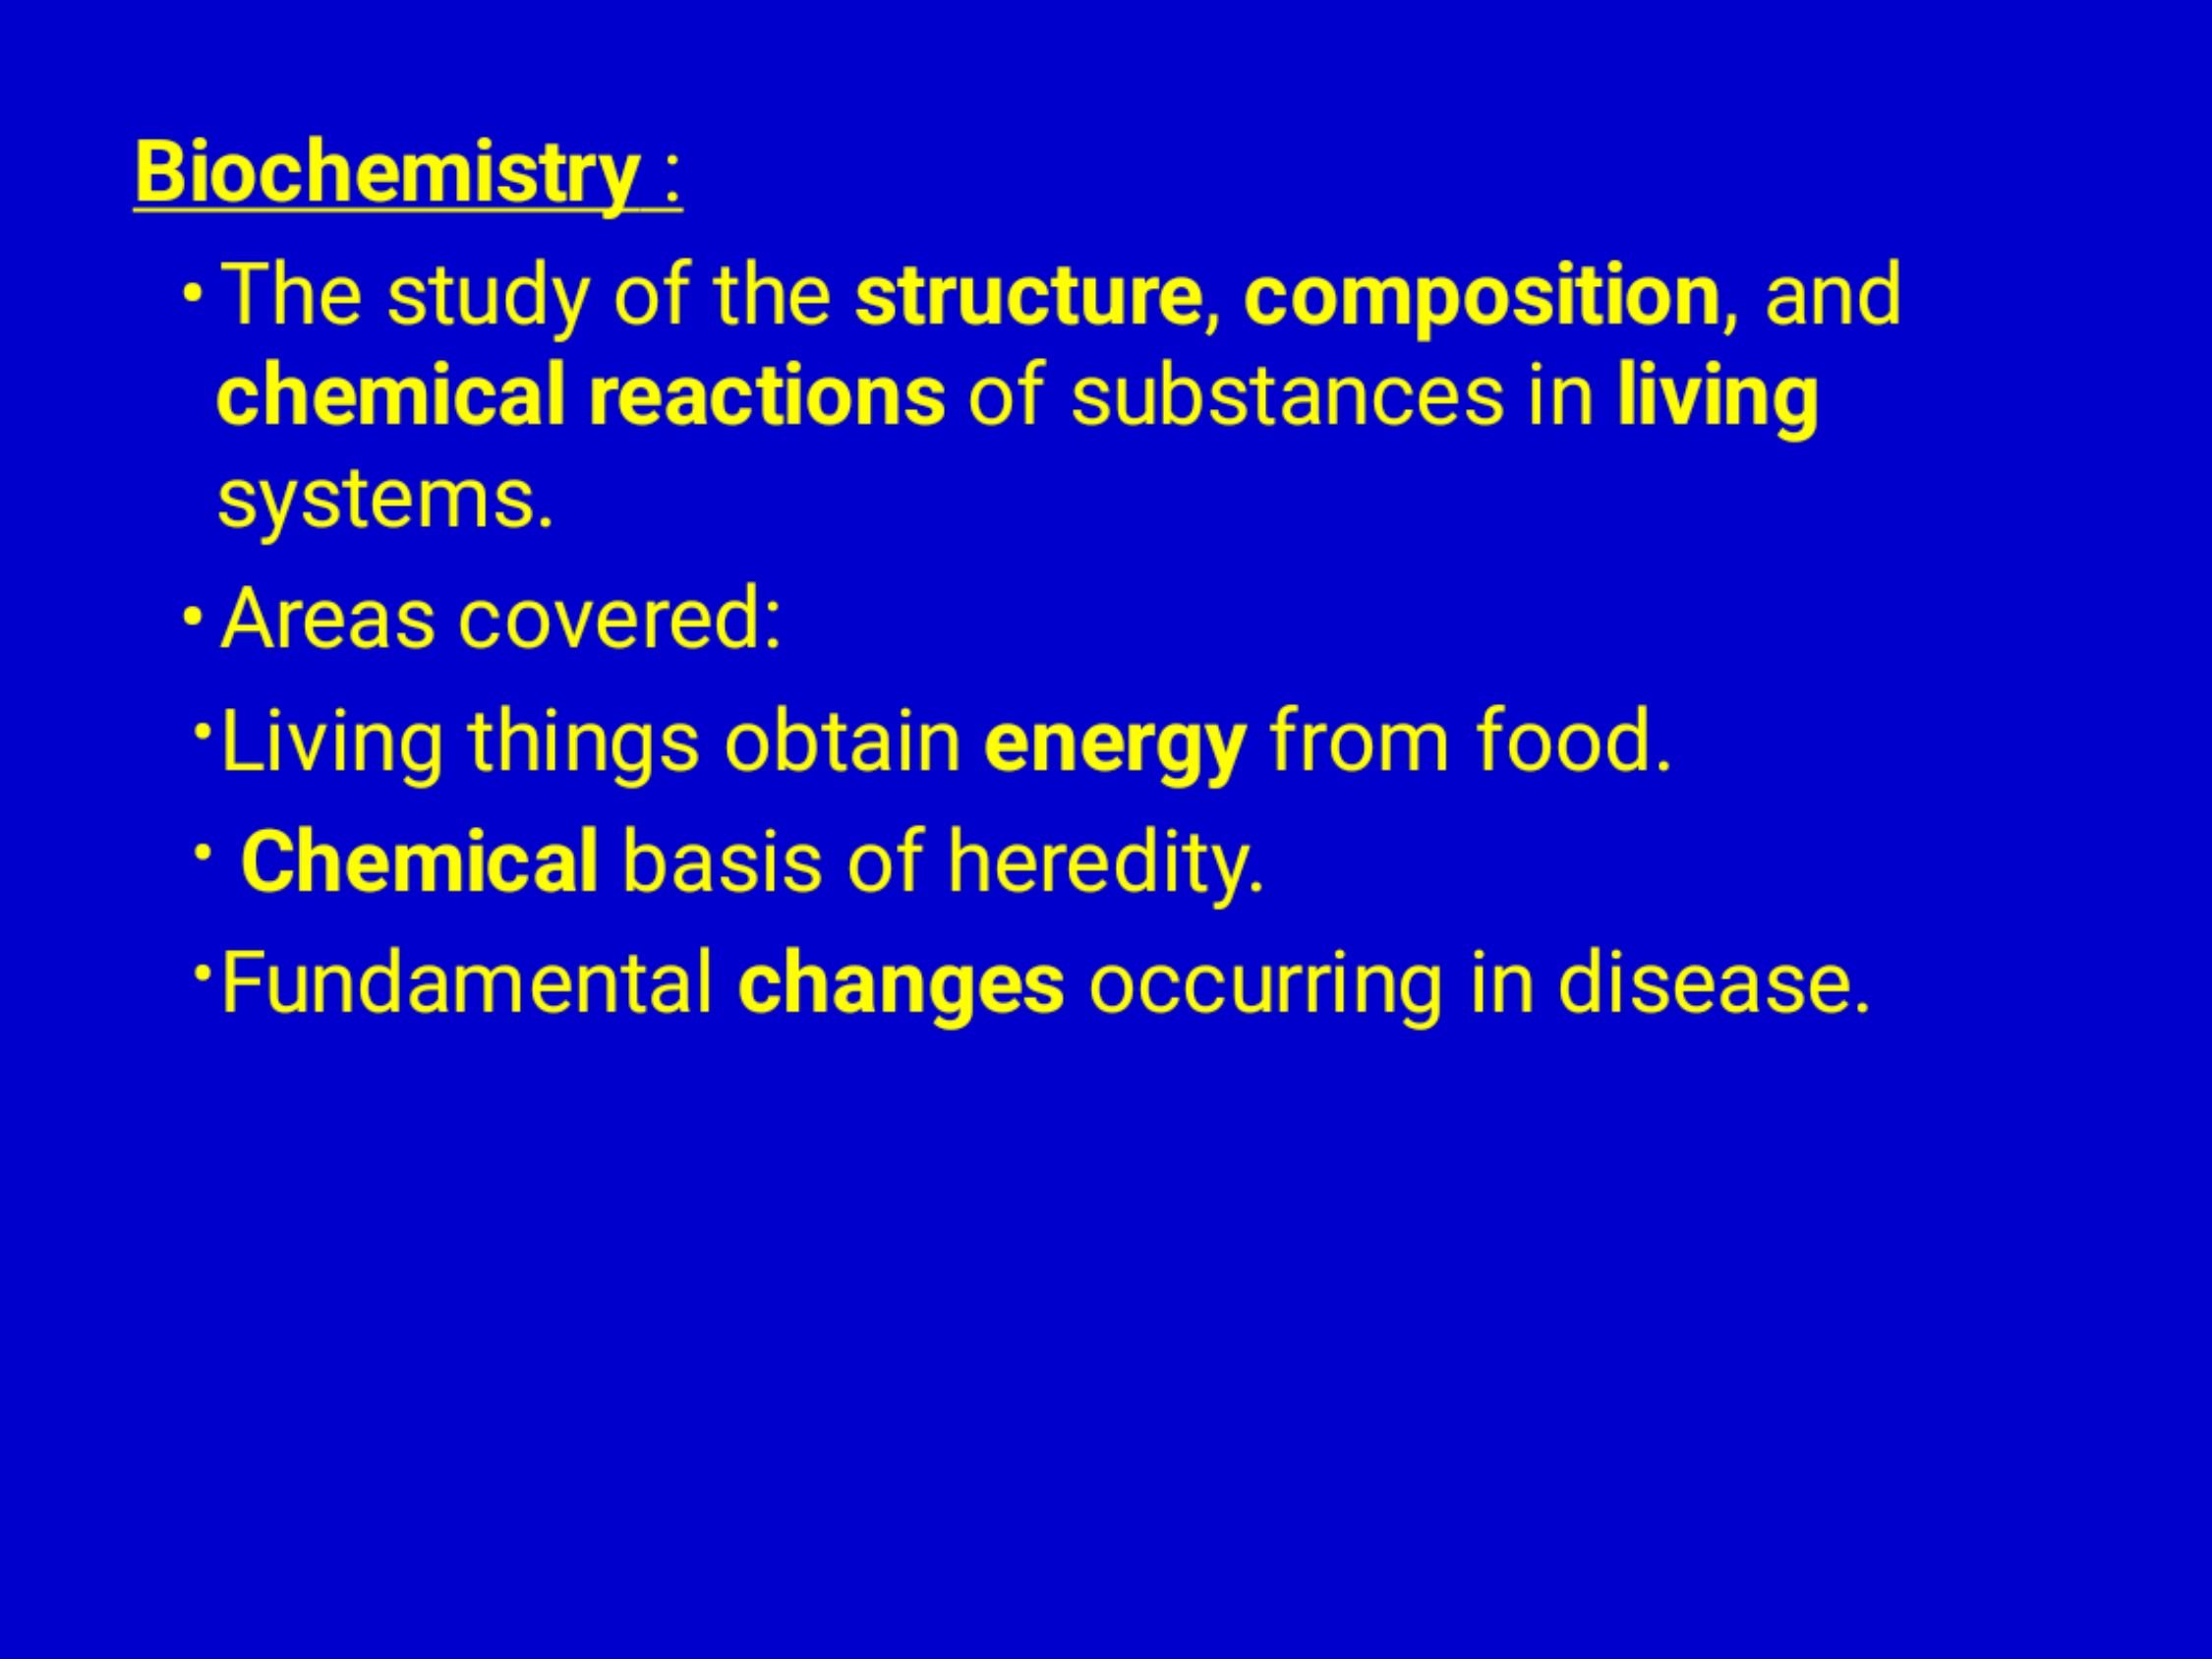 Biochemistry :
• The study of the structure, composition, and
chemical reactions of substances in living
systems.
• Areas covered:
• Living things obtain energy from food.
• Chemical basis of heredity.
• Fundamental changes occurring in disease.